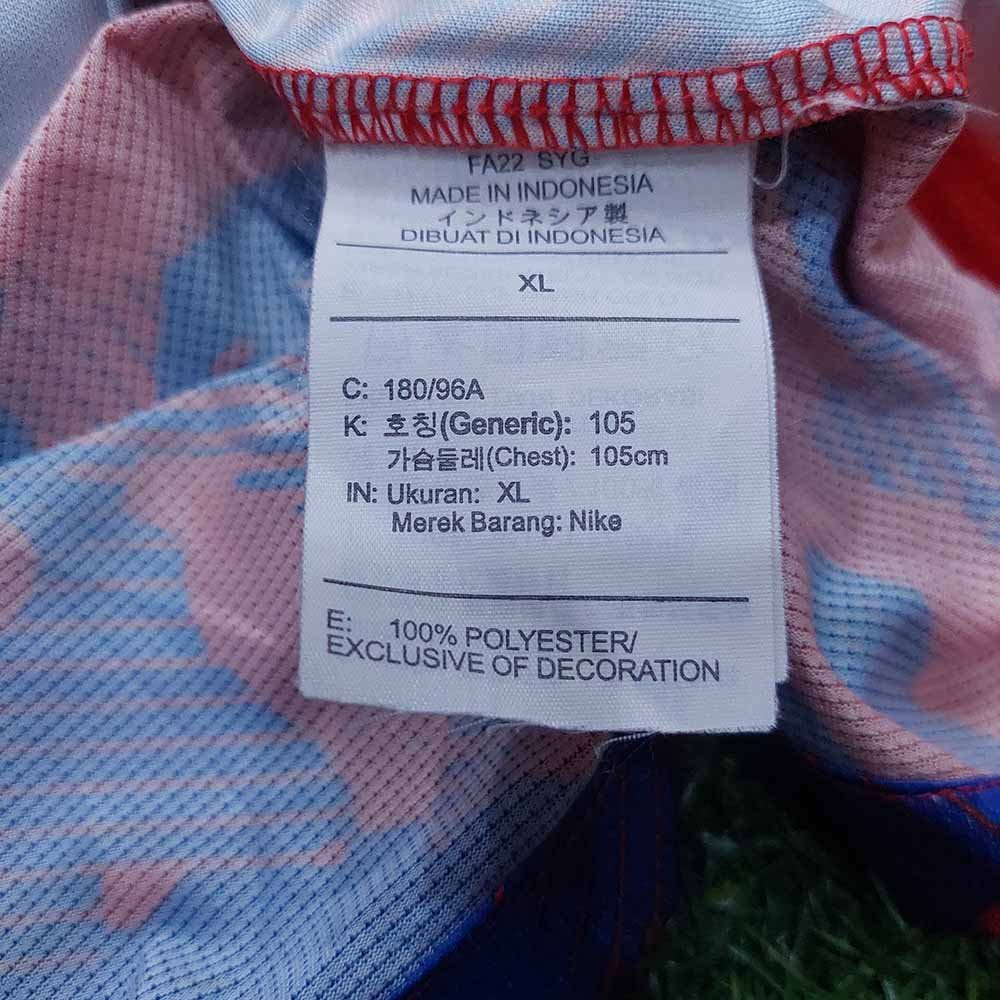 FA22 SYG
MADE IN INDONESIA
インドネシア製
DIBUAT DI INDONESIA
XL
C: 180/96A
K: 호칭(Generic): 105
가슴둘레(Chest): 105cm
IN: Ukuran: XL
Merek Barang: Nike
E: 100% POLYESTER/
EXCLUSIVE OF DECORATION